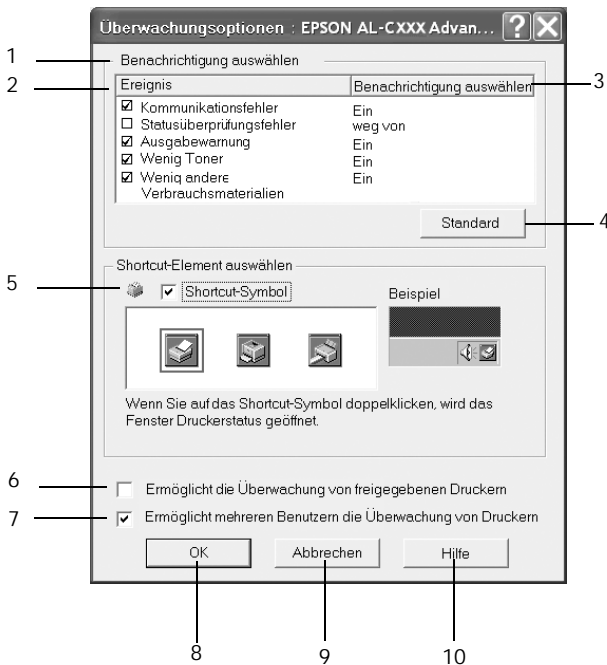 Überwachungsoptionen : EPSON AL-CXXX Advan... ? X
1 Benachrichtigung auswählen
2 Ereignis Benachrichtigung auswählen 3
Kommunikationsfehler Ein
Statusüberprüfungsfehler weg von
Ausgabewarnung Ein
Wenig Toner Ein
Wenig andere Ein
Verbrauchsmaterialien
Standard 4
Shortcut-Element auswählen
5 Shortcut-Symbol Beispiel
Wenn Sie auf das Shortcut-Symbol doppelklicken, wird das
Fenster Druckerstatus geöffnet.
6 Ermöglicht die Überwachung von freigegebenen Druckern
7 Ermöglicht mehreren Benutzern die Überwachung von Druckern
OK Abbrechen Hilfe
8 9 10